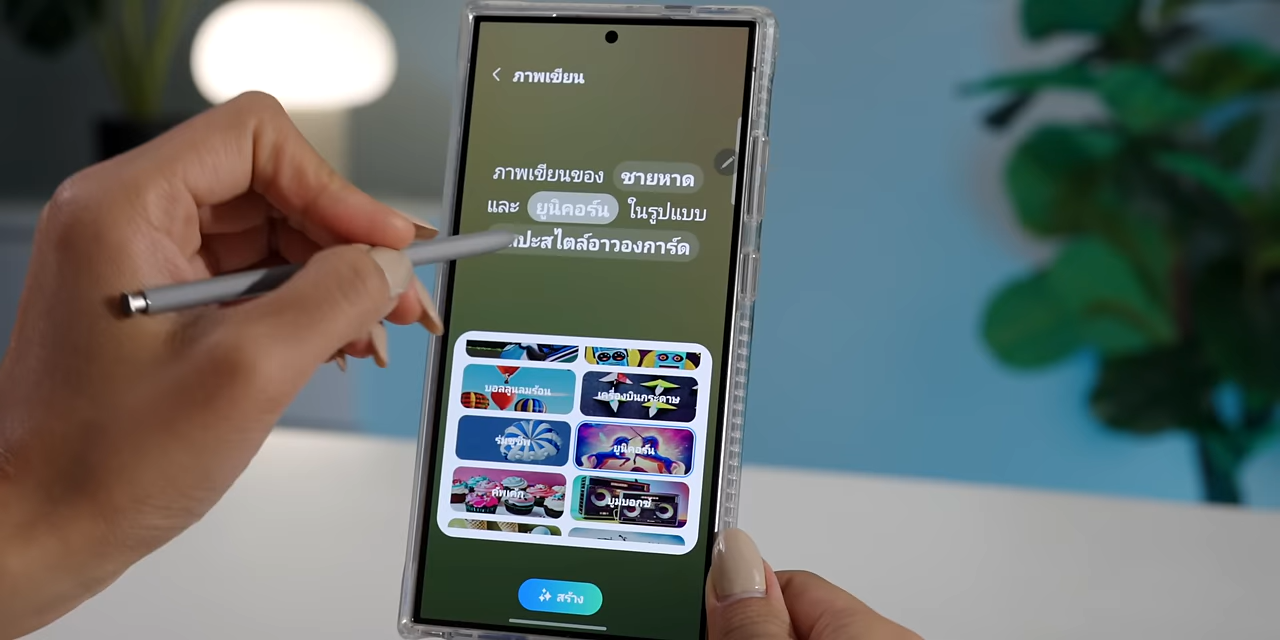 ภาพเขียน
ภาพเขียนของ ชายหาด
และ ยูนิคอร์น ในรูปแบบ
สไตล์อาวองการ์ด
บอลลูนลมร้อน
เครื่องบินกระดาษ
ร่มชูชีพ
ยูนิคอร์น
คัพเค้ก
บูมบอกซ์
สร้าง